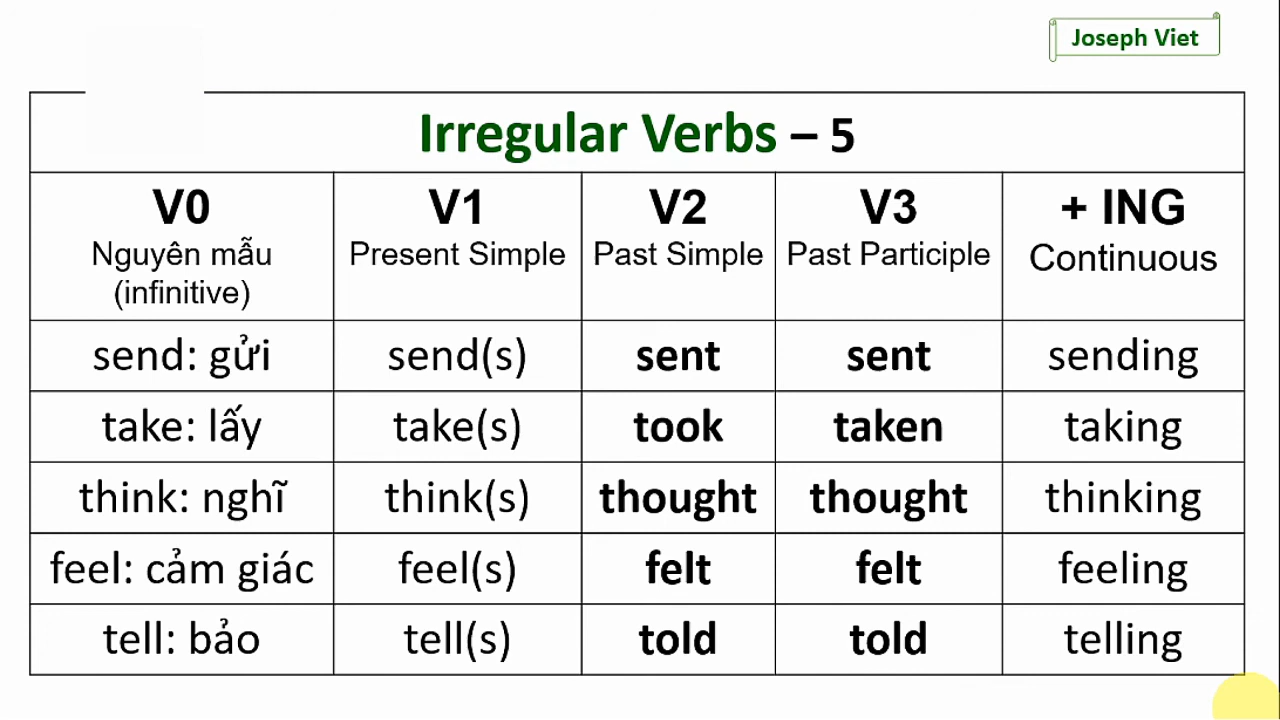 Joseph Viet
Irregular Verbs – 5
V0 V1 V2 V3 + ING
Nguyên mẫu Present Simple Past Simple Past Participle Continuous
(infinitive)
send: gửi send(s) sent sent sending
take: lấy take(s) took taken taking
think: nghĩ think(s) thought thought thinking
feel: cảm giác feel(s) felt felt feeling
tell: bảo tell(s) told told telling